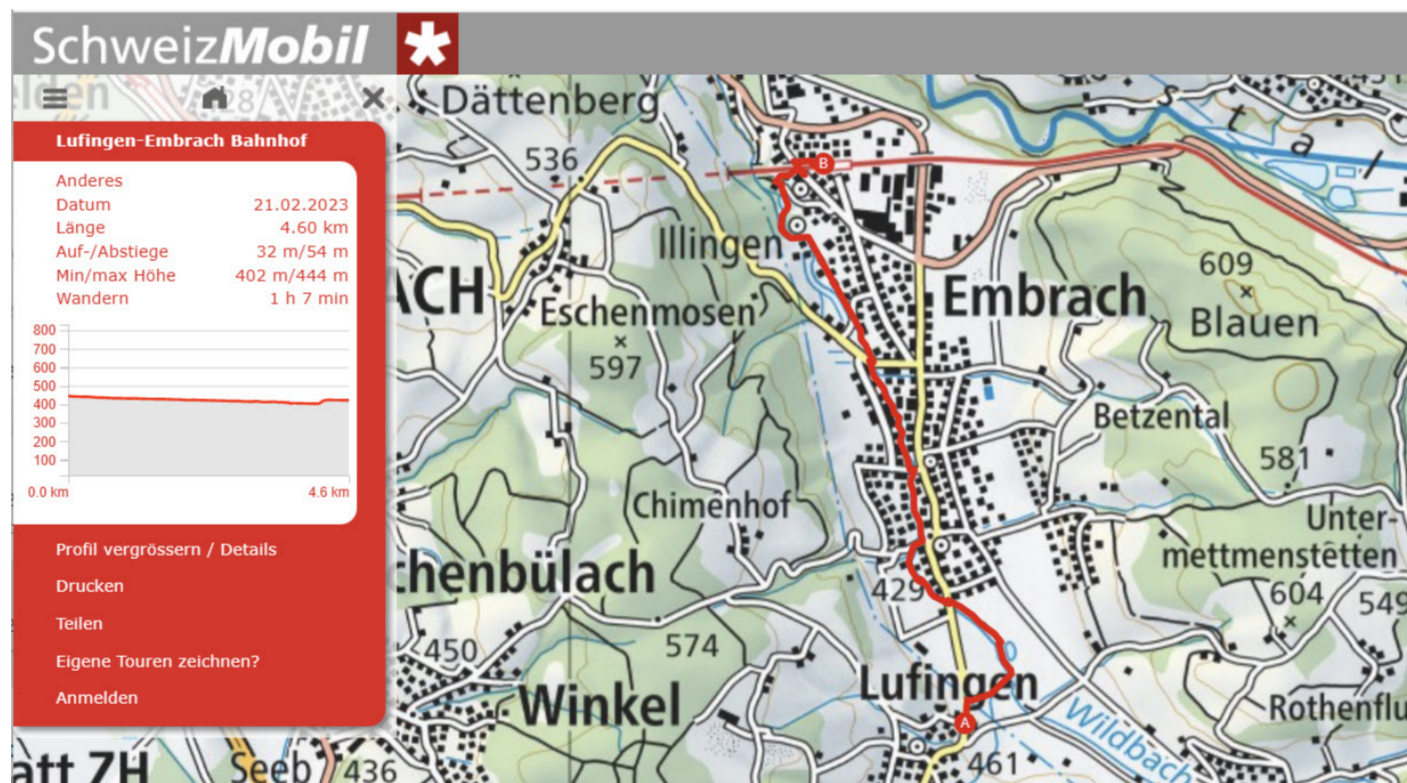 SchweizMobil
Lufingen-Embrach Bahnhof
Anderes
Datum 21.02.2023
Länge 4.60 km
Auf-/Abstiege 32 m/54 m
Min/max Höhe 402 m/444 m
Wandern 1 h 7 min
800
700
600
500
400
300
200
100
0.0 km 4.6 km
Profil vergrössern / Details
Drucken
Teilen
Eigene Touren zeichnen?
Anmelden
Dättenberg
536
B
s t a l
Illingen
609
ACH
Eschenmosen
Embrach
Blauen
597
Betzental
581
Chimenhof
Unter-
mettmenstetten
chenbülach
429
604
549
450
574
Lufingen
Winkel
A
Rothenflu
Wildbach
461
att ZH
Seeb
436